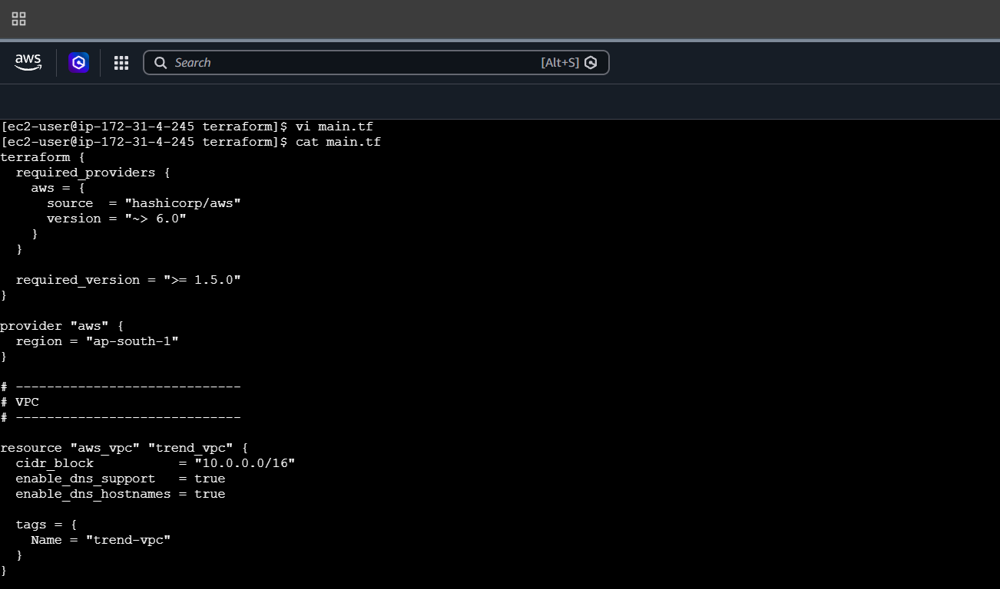 aws
Search [Alt+S]
[ec2-user@ip-172-31-4-245 terraform]$ vi main.tf
[ec2-user@ip-172-31-4-245 terraform]$ cat main.tf
terraform {
  required_providers {
    aws = {
      source  = "hashicorp/aws"
      version = "~> 6.0"
    }
  }

  required_version = ">= 1.5.0"
}

provider "aws" {
  region = "ap-south-1"
}

# -----------------------------
# VPC
# -----------------------------

resource "aws_vpc" "trend_vpc" {
  cidr_block           = "10.0.0.0/16"
  enable_dns_support   = true
  enable_dns_hostnames = true

  tags = {
    Name = "trend-vpc"
  }
}